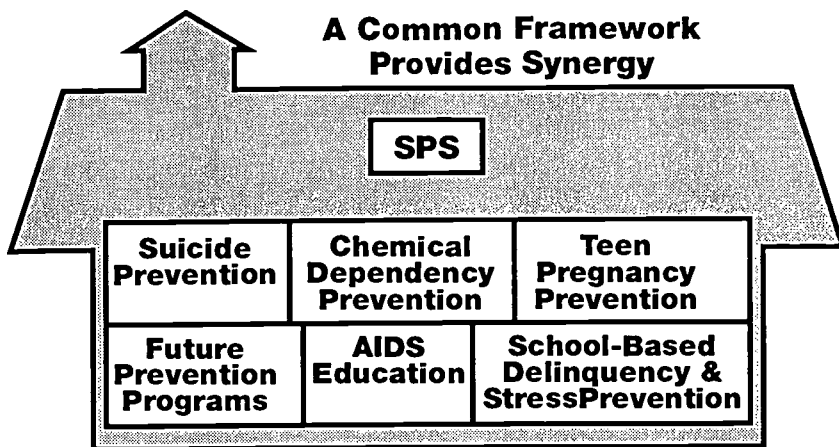 A Common Framework
Provides Synergy
SPS
Suicide
Prevention
Chemical
Dependency
Prevention
Teen
Pregnancy
Prevention
Future
Prevention
Programs
AIDS
Education
School-Based
Delinquency &
StressPrevention